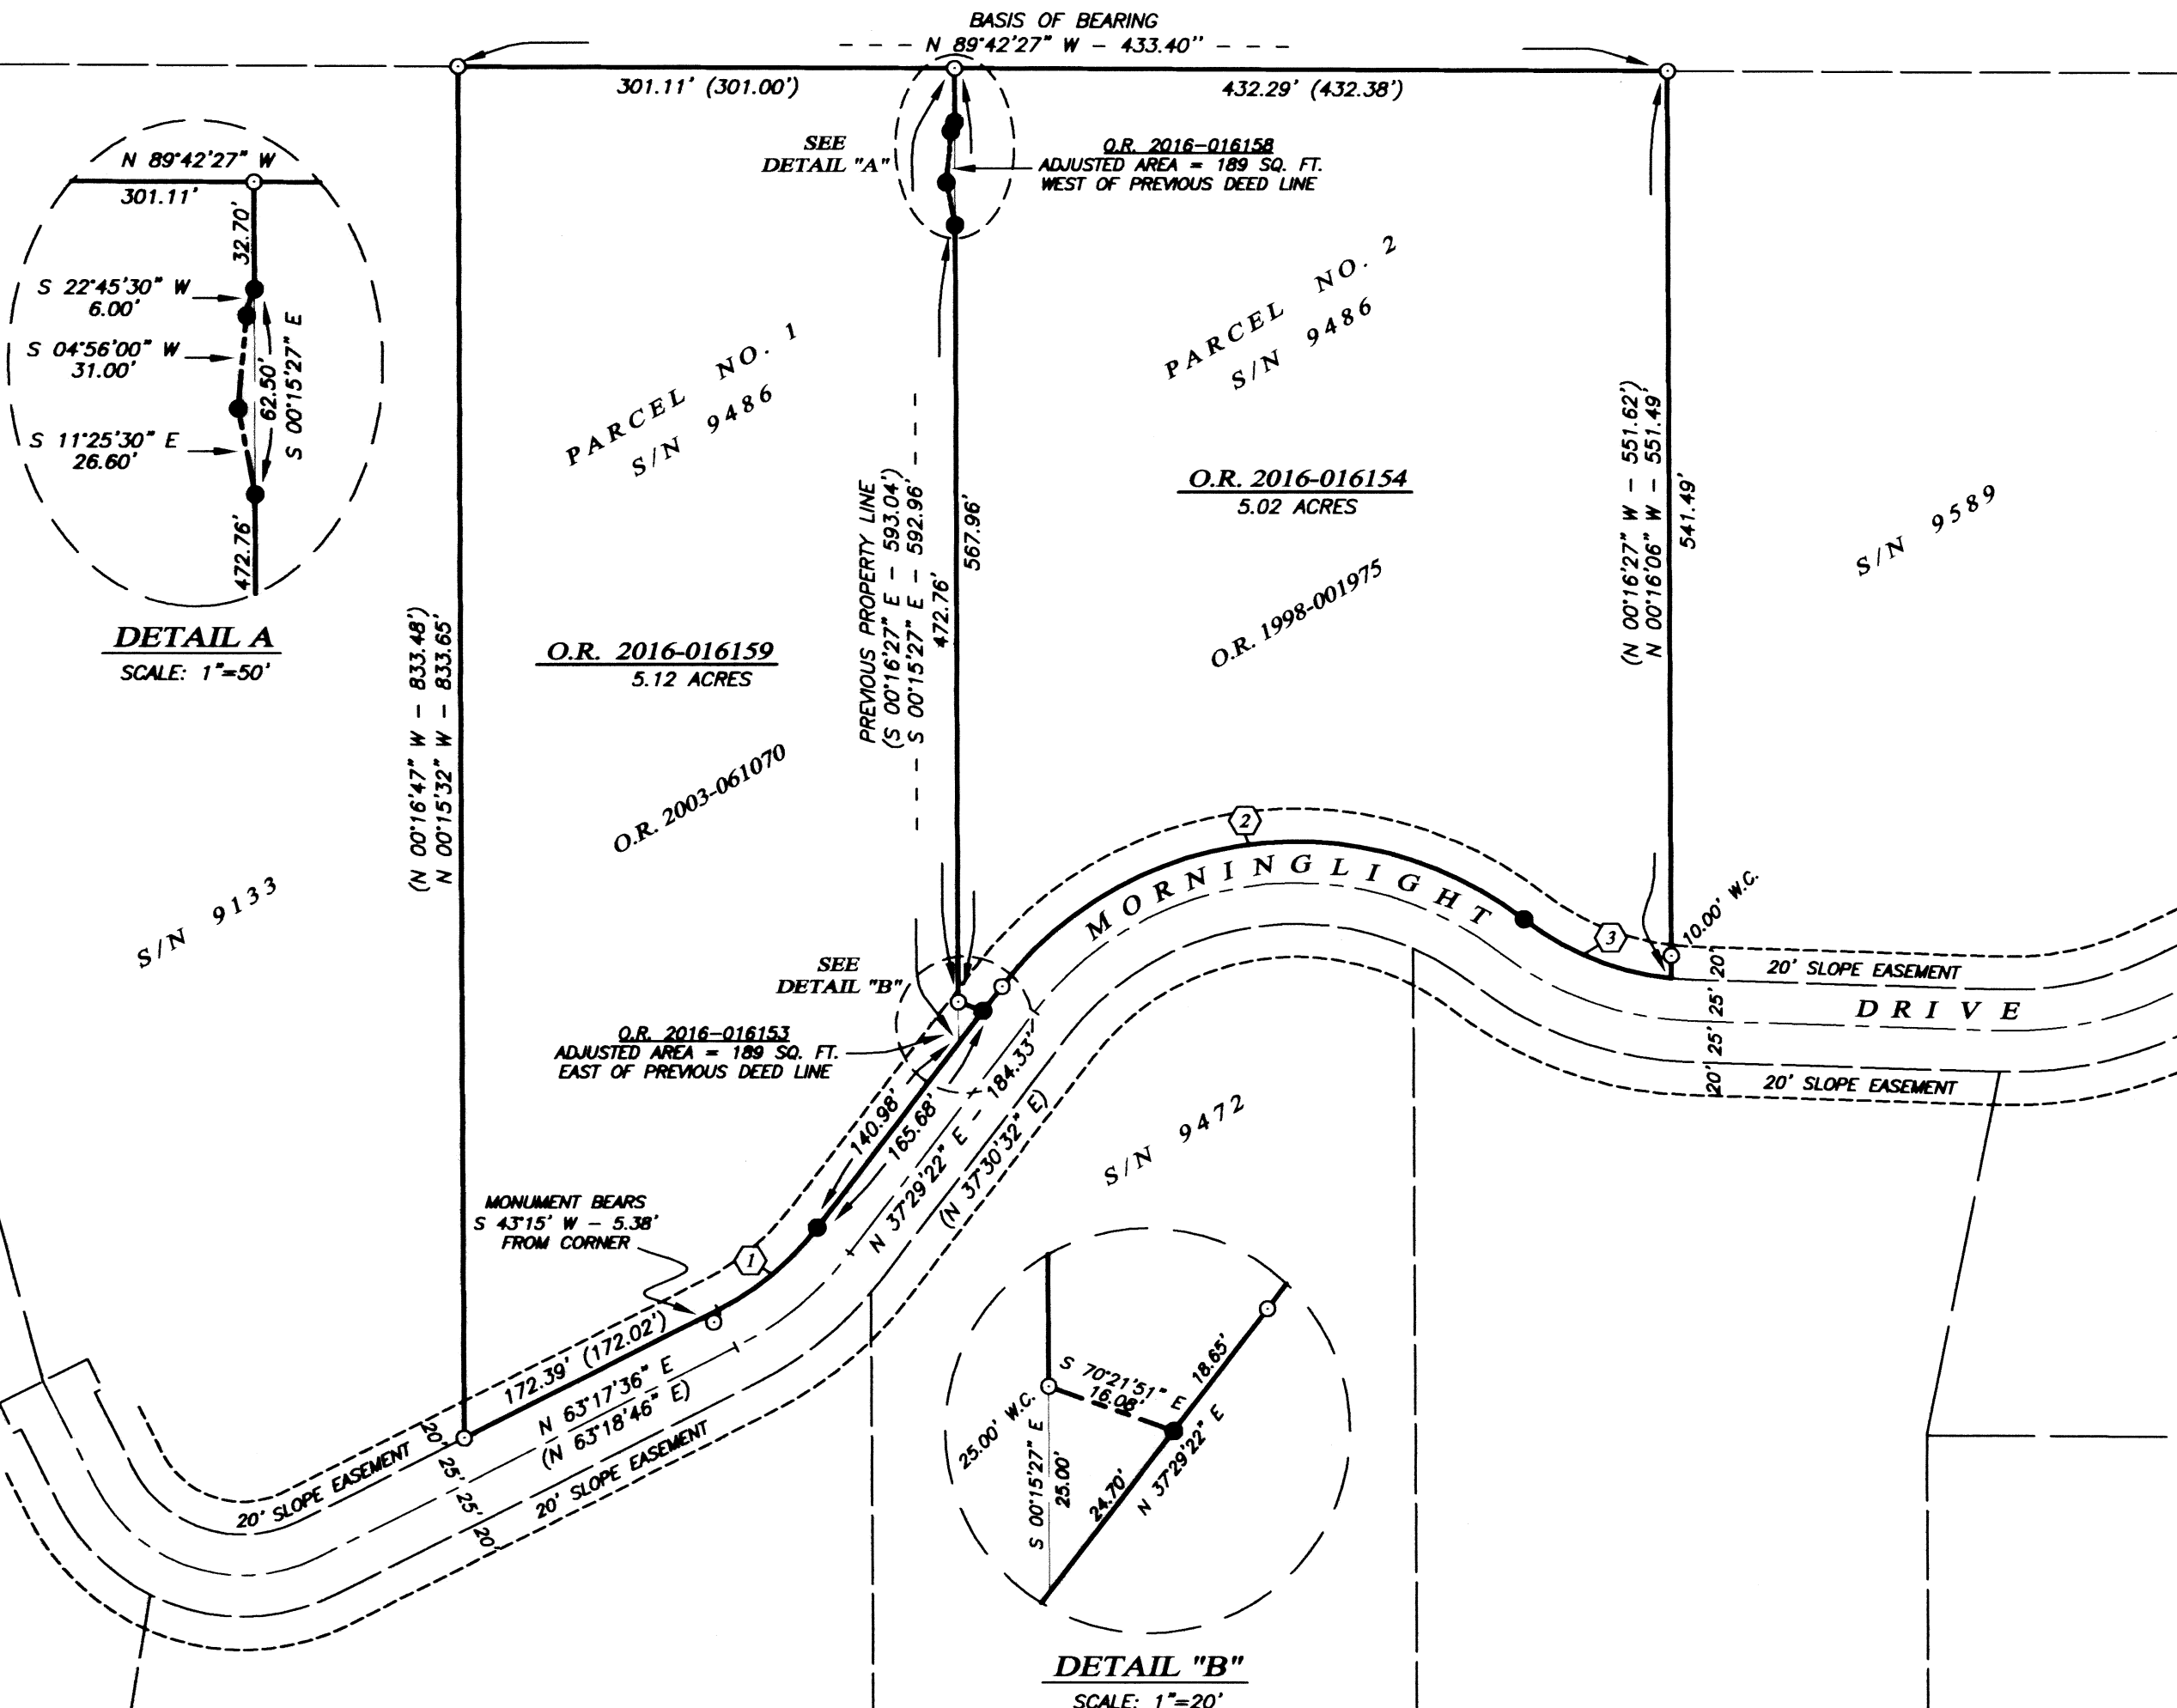 BASIS OF BEARING
- - - N 89°42'27" W - 433.40" - - -
301.11' (301.00')
432.29' (432.38')
SEE
DETAIL "A"
O.R. 2016-016158
ADJUSTED AREA = 189 SQ. FT.
WEST OF PREVIOUS DEED LINE
N 89°42'27" W
301.11'
32.70'
S 22°45'30" W
6.00'
S 04°56'00" W
31.00'
62.50'
S 00°15'27" E
S 11°25'30" E
26.60'
472.76'
DETAIL A
SCALE: 1"=50'
PARCEL NO. 1
S/N 9486
PARCEL NO. 2
S/N 9486
O.R. 2016-016154
5.02 ACRES
O.R. 1998-001975
(N 00°16'27" W - 551.62')
N 00°16'06" W - 551.49'
541.49'
S/N 9589
PREVIOUS PROPERTY LINE
(S 00°16'27" E - 593.04')
S 00°15'27" E - 592.96'
472.76'
567.96'
(N 00°16'47" W - 833.48')
N 00°15'32" W - 833.65'
O.R. 2016-016159
5.12 ACRES
O.R. 2003-061070
S/N 9133
2
MORNINGLIGHT
3
10.00' W.C.
20'
20' SLOPE EASEMENT
25'
DRIVE
25'
20'
20' SLOPE EASEMENT
SEE
DETAIL "B"
O.R. 2016-016153
ADJUSTED AREA = 189 SQ. FT.
EAST OF PREVIOUS DEED LINE
140.98'
165.68'
N 37°29'22" E - 184.33'
(N 37°30'32" E)
S/N 9472
MONUMENT BEARS
S 43°15' W - 5.38'
FROM CORNER
1
172.39' (172.02')
N 63°17'36" E
(N 63°18'46" E)
20' SLOPE EASEMENT
20'
25'
25'
20'
20' SLOPE EASEMENT
S 70°21'51" E
16.08'
18.65'
25.00' W.C.
S 00°15'27" E
25.00'
24.70'
N 37°29'22" E
DETAIL "B"
SCALE: 1"=20'